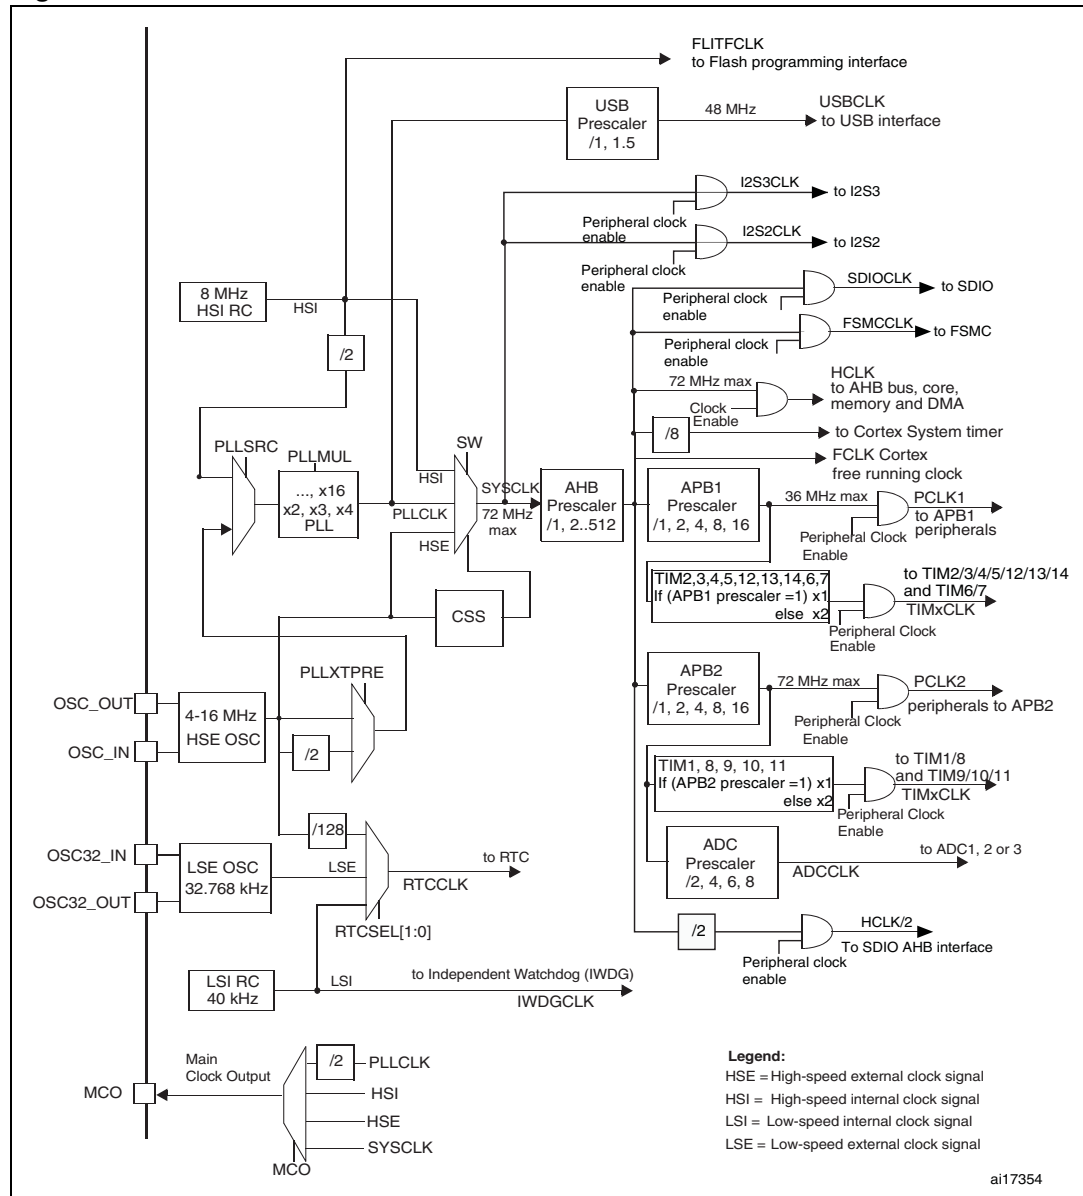 FLITFCLK
to Flash programming interface
USB
Prescaler
/1, 1.5
48 MHz
USBCLK
to USB interface
I2S3CLK
to I2S3
Peripheral clock
enable
I2S2CLK
to I2S2
Peripheral clock
enable
8 MHz
HSI RC
HSI
/2
SDIOCLK
to SDIO
Peripheral clock
enable
FSMCCLK
to FSMC
Peripheral clock
enable
72 MHz max
HCLK
to AHB bus, core,
memory and DMA
Clock
Enable
/8
to Cortex System timer
FCLK Cortex
free running clock
PLLSRC
PLLMUL
..., x16
x2, x3, x4
PLL
SW
HSI
PLLCLK
HSE
SYSCLK
72 MHz
max
AHB
Prescaler
/1, 2..512
APB1
Prescaler
/1, 2, 4, 8, 16
36 MHz max
PCLK1
to APB1
peripherals
Peripheral Clock
Enable
TIM2,3,4,5,12,13,14,6,7
If (APB1 prescaler =1) x1
else x2
to TIM2/3/4/5/12/13/14
and TIM6/7
TIMxCLK
Peripheral Clock
Enable
CSS
PLLXTPRE
OSC_OUT
OSC_IN
4-16 MHz
HSE OSC
/2
APB2
Prescaler
/1, 2, 4, 8, 16
72 MHz max
PCLK2
peripherals to APB2
Peripheral Clock
Enable
TIM1, 8, 9, 10, 11
If (APB2 prescaler =1) x1
else x2
to TIM1/8
and TIM9/10/11
TIMxCLK
Peripheral Clock
Enable
/128
OSC32_IN
OSC32_OUT
LSE OSC
32.768 kHz
LSE
to RTC
RTCCLK
RTCSEL[1:0]
ADC
Prescaler
/2, 4, 6, 8
to ADC1, 2 or 3
ADCCLK
/2
HCLK/2
To SDIO AHB interface
Peripheral clock
enable
LSI RC
40 kHz
LSI
to Independent Watchdog (IWDG)
IWDGCLK
MCO
Main
Clock Output
/2
PLLCLK
HSI
HSE
SYSCLK
MCO
Legend:
HSE = High-speed external clock signal
HSI = High-speed internal clock signal
LSI = Low-speed internal clock signal
LSE = Low-speed external clock signal
ai17354